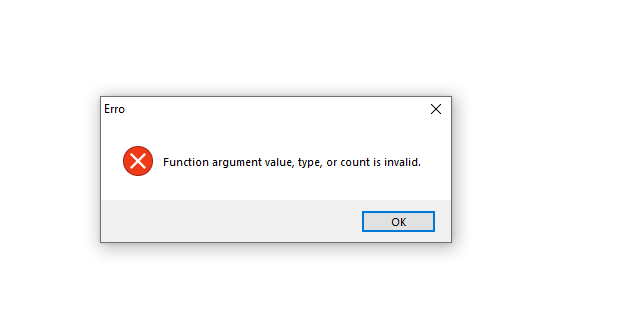 Erro
Function argument value, type, or count is invalid.
OK